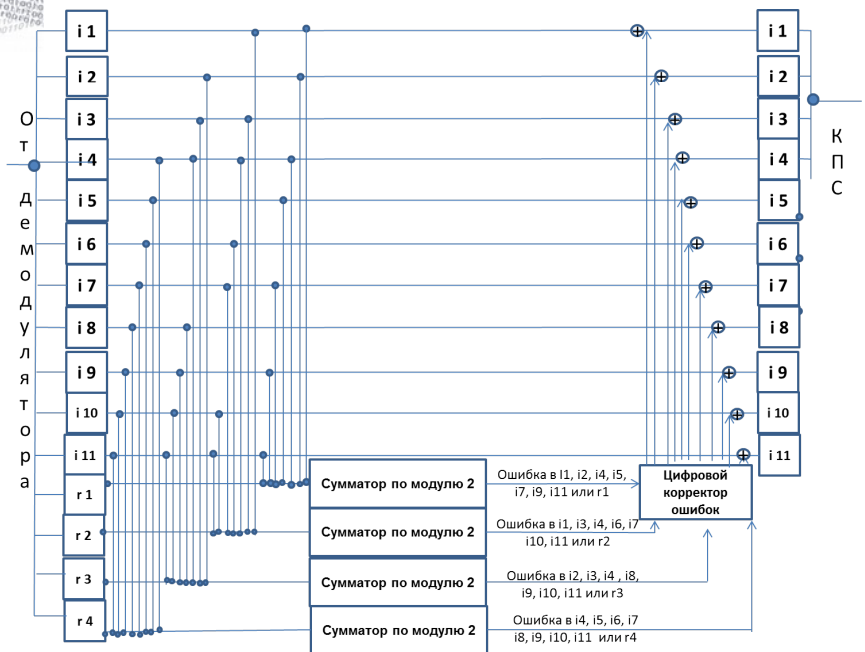 От демодулятора
i 1
i 2
i 3
i 4
i 5
i 6
i 7
i 8
i 9
i 10
i 11
r 1
r 2
r 3
r 4
Сумматор по модулю 2
Сумматор по модулю 2
Сумматор по модулю 2
Сумматор по модулю 2
Ошибка в I1, i2, i4, i5,
i7, i9, i11 или r1
Ошибка в i1, i3, i4, i6, i7
i10, i11 или r2
Ошибка в i2, i3, i4 , i8,
i9, i10, i11 или r3
Ошибка в i4, i5, i6, i7
i8, i9, i10, i11 или r4
Цифровой
корректор
ошибок
i 1
i 2
i 3
i 4
i 5
i 6
i 7
i 8
i 9
i 10
i 11
КПС